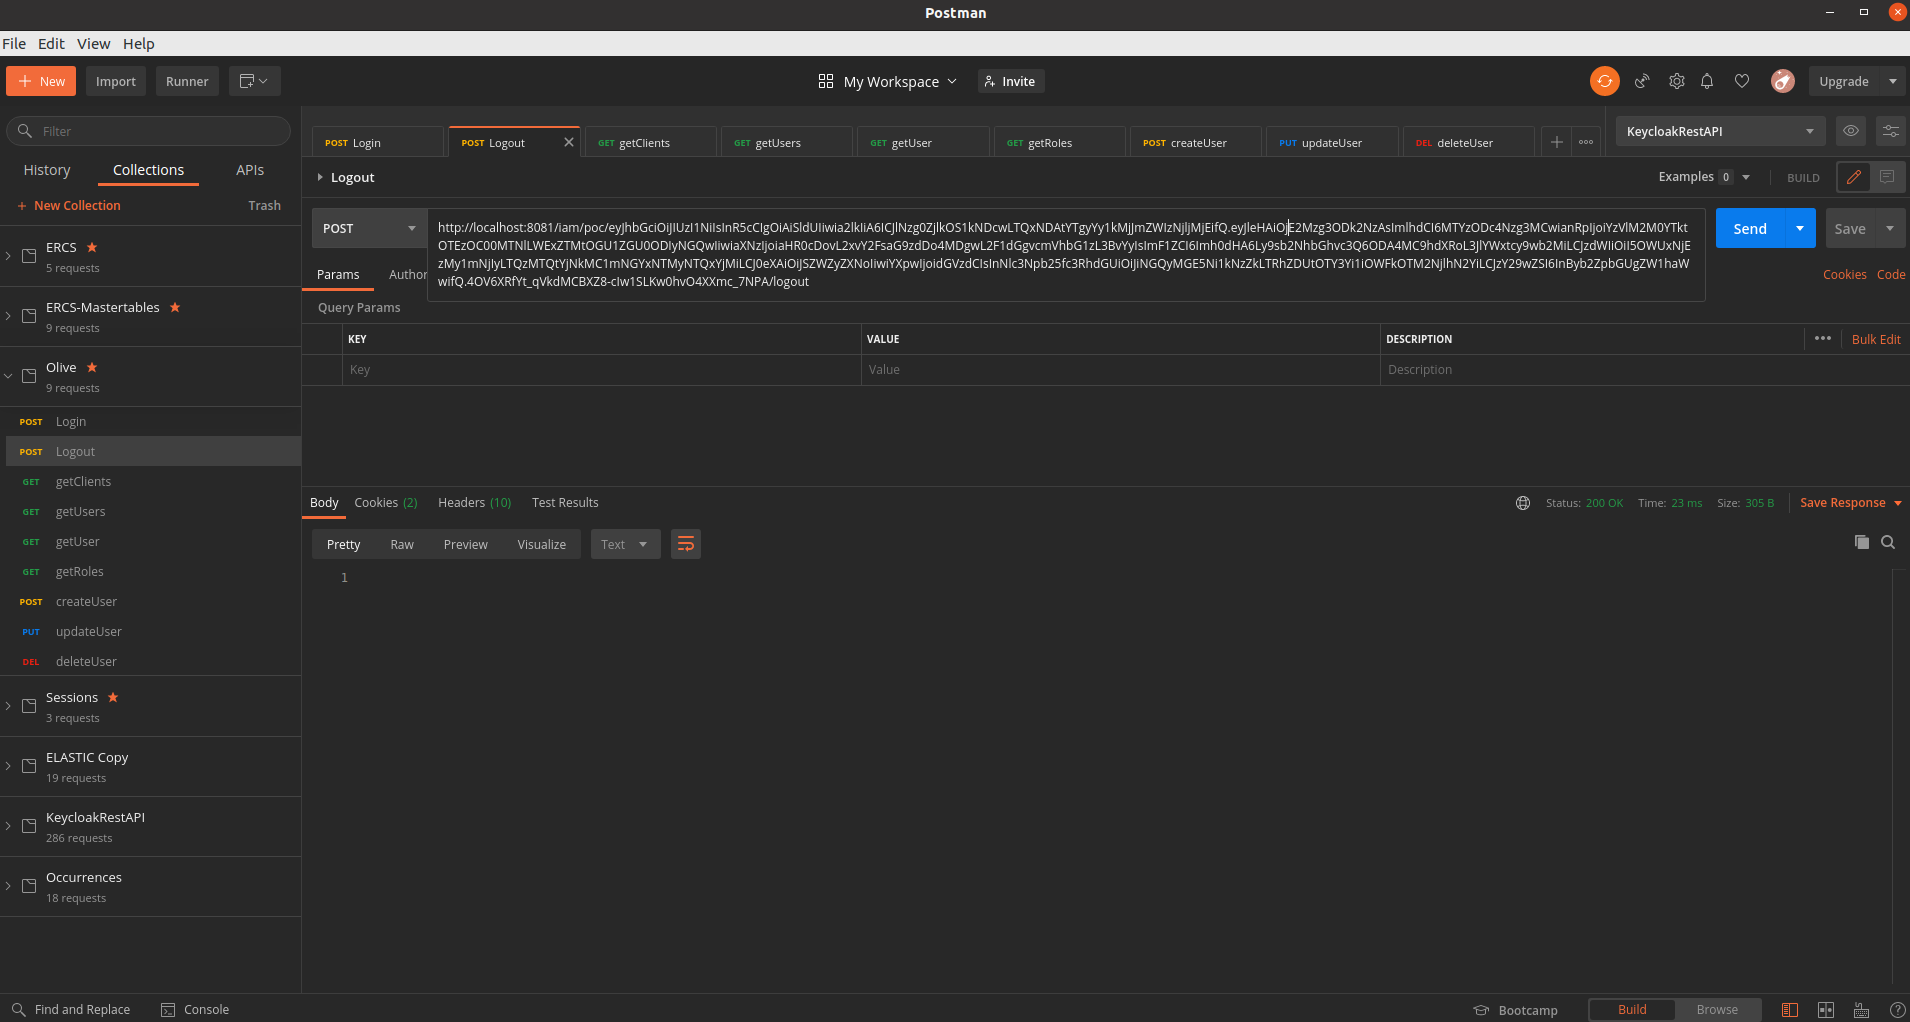 Postman
File Edit View Help
New Import Runner My Workspace Invite Upgrade
Filter
POST Login POST Logout GET getClients GET getUsers GET getUser GET getRoles POST createUser PUT updateUser DEL deleteUser KeycloakRestAPI
History Collections APIs
Logout Examples 0 BUILD
New Collection Trash
POST
http://localhost:8081/iam/poc/eyJhbGciOiJIUzI1NiIsInR5cCIgOiAiSldUIiwia2lkIiA6ICJlNzg0ZjlkOS1kNDcwLTQxNDAtYTgyYy1kMjJmZWIzNjljMjEifQ.eyJleHAiOjE2Mzg3ODk2NzAsImlhdCI6MTYzODc4Nzg3MCwianRpIjoiYzVlM2M0YTkt
OTEzOC00MTNlLWExZTMtOGU1ZGU0ODIyNGQwIiwiaXNzIjoiaHR0cDovL2xvY2FsaG9zdDo4MDgwL2F1dGgvcmVhbG1zL3BvYyIsImF1ZCI6Imh0dHA6Ly9sb2NhbGhvc3Q6ODA4MC9hdXRoL3JlYWxtcy9wb2MiLCJzdWIiOiI5OWUxNjE
zMy1mNjIyLTQzMTQtYjNkMC1mNGYxNTMyNTQxYjMiLCJ0eXAiOiJSZWZyZXNoIiwiYXpwIjoidGVzdCIsInNlc3Npb25fc3RhdGUiOiJiNGQyMGE5Ni1kNzZkLTRhZDUtOTY3Yi1iOWFkOTM2NjlhN2YiLCJzY29wZSI6InByb2ZpbGUgZW1haW
wifQ.4OV6XRfYt_qVkdMCBXZ8-cIw1SLKw0hvO4XXmc_7NPA/logout
Send Save
Params Author Cookies Code
Query Params
KEY VALUE DESCRIPTION Bulk Edit
Key Value Description
ERCS
5 requests
ERCS-Mastertables
9 requests
Olive
9 requests
POST Login
POST Logout
GET getClients
GET getUsers
GET getUser
GET getRoles
POST createUser
PUT updateUser
DEL deleteUser
Sessions
3 requests
ELASTIC Copy
19 requests
KeycloakRestAPI
286 requests
Occurrences
18 requests
Body Cookies (2) Headers (10) Test Results Status: 200 OK Time: 23 ms Size: 305 B Save Response
Pretty Raw Preview Visualize Text
1
Find and Replace Console Bootcamp Build Browse